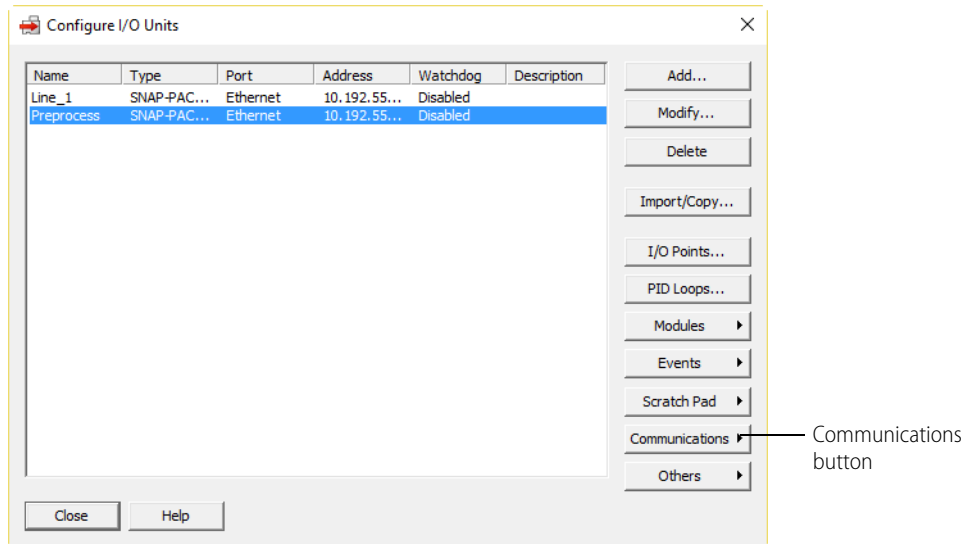 Configure I/O Units
Name Type Port Address Watchdog Description
Line_1 SNAP-PAC... Ethernet 10.192.55... Disabled
Preprocess SNAP-PAC... Ethernet 10.192.55... Disabled
Add...
Modify...
Delete
Import/Copy...
I/O Points...
PID Loops...
Modules
Events
Scratch Pad
Communications
Others
Communications
button
Close
Help